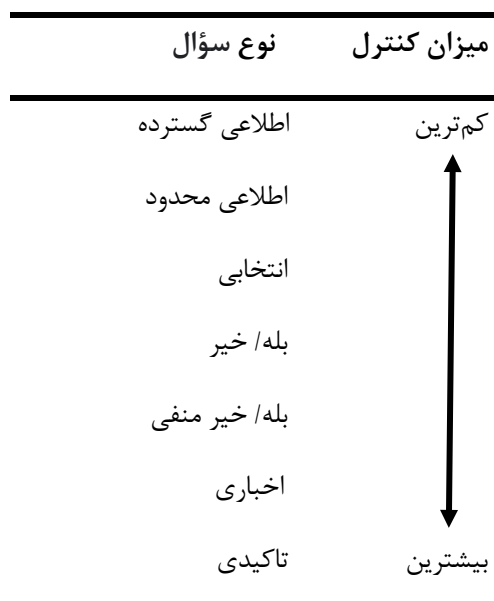 میزان کنترل نوع سؤال
کم‌ترین اطلاعی گسترده
اطلاعی محدود
انتخابی
بله/ خیر
بله/ خیر منفی
اخباری
بیشترین تاکیدی